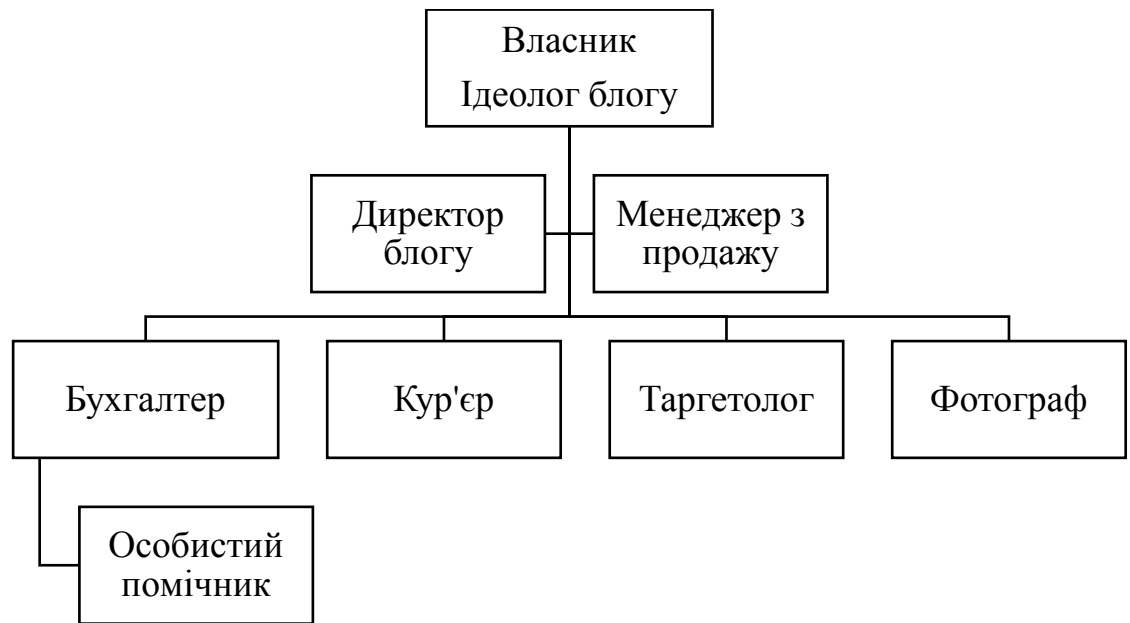 Власник
Ідеолог блогу
Директор
блогу
Менеджер з
продажу
Бухгалтер
Кур'єр
Таргетолог
Фотограф
Особистий
помічник